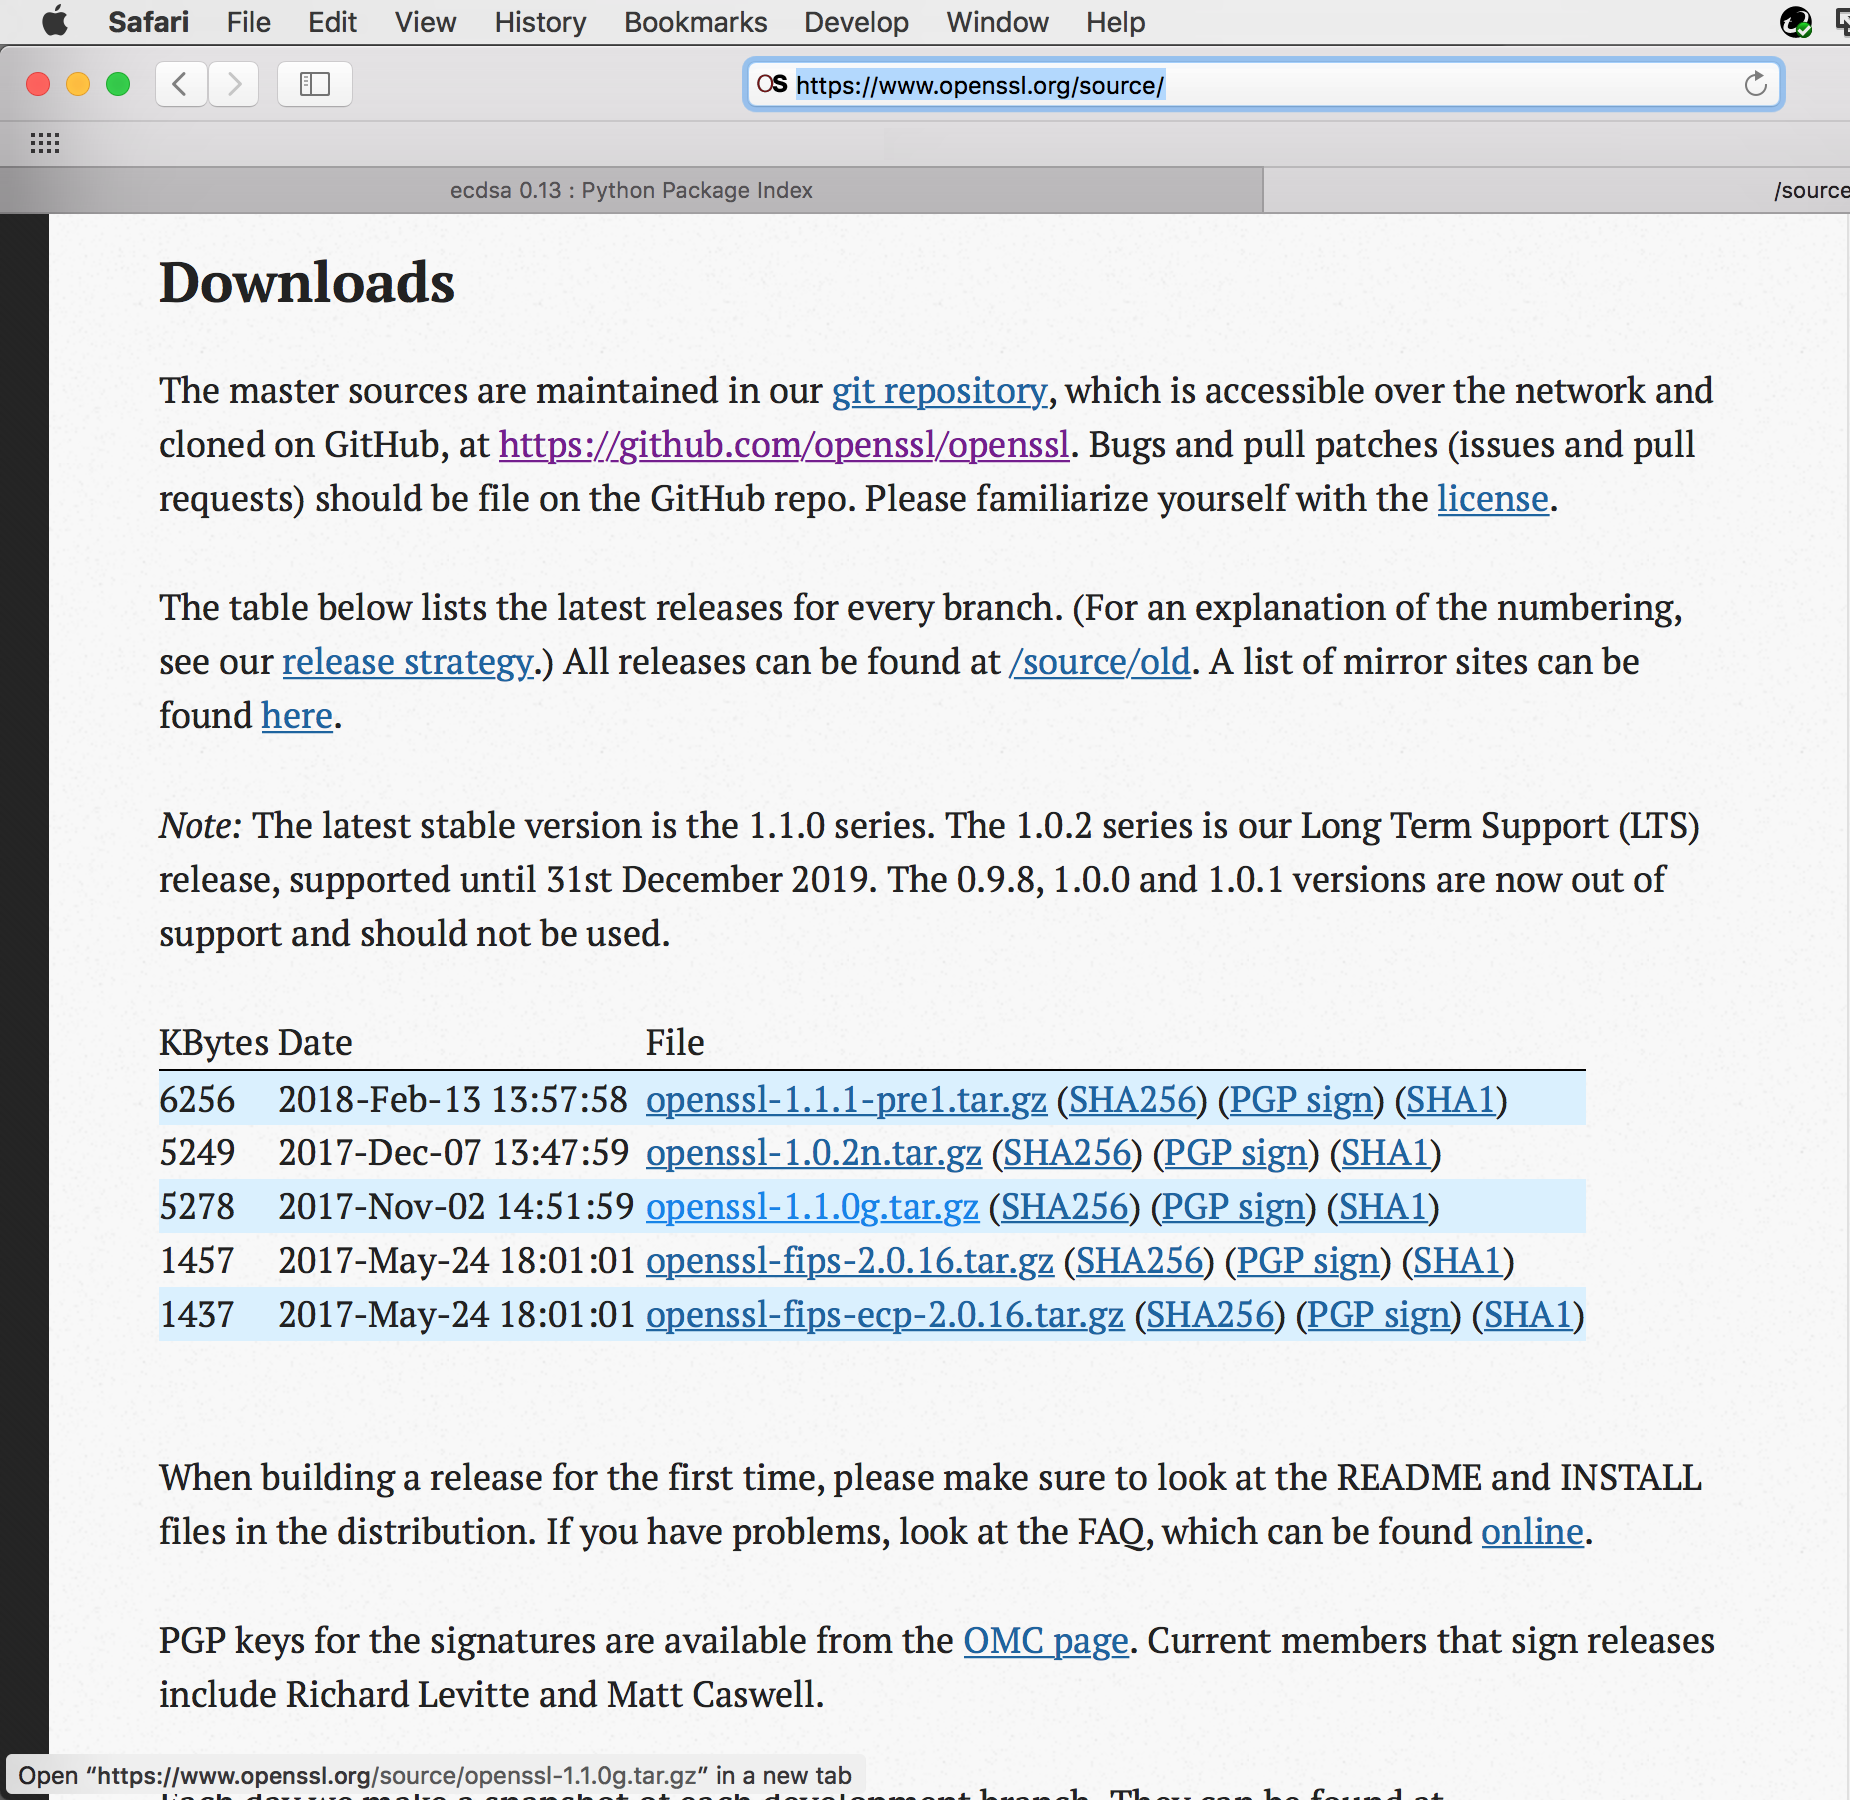 Safari File Edit View History Bookmarks Develop Window Help
OS https://www.openssl.org/source/
ecdsa 0.13 : Python Package Index
/source
Downloads
The master sources are maintained in our git repository, which is accessible over the network and
cloned on GitHub, at https://github.com/openssl/openssl. Bugs and pull patches (issues and pull
requests) should be file on the GitHub repo. Please familiarize yourself with the license.
The table below lists the latest releases for every branch. (For an explanation of the numbering,
see our release strategy.) All releases can be found at /source/old. A list of mirror sites can be
found here.
Note: The latest stable version is the 1.1.0 series. The 1.0.2 series is our Long Term Support (LTS)
release, supported until 31st December 2019. The 0.9.8, 1.0.0 and 1.0.1 versions are now out of
support and should not be used.
KBytes Date File
6256 2018-Feb-13 13:57:58 openssl-1.1.1-pre1.tar.gz (SHA256) (PGP sign) (SHA1)
5249 2017-Dec-07 13:47:59 openssl-1.0.2n.tar.gz (SHA256) (PGP sign) (SHA1)
5278 2017-Nov-02 14:51:59 openssl-1.1.0g.tar.gz (SHA256) (PGP sign) (SHA1)
1457 2017-May-24 18:01:01 openssl-fips-2.0.16.tar.gz (SHA256) (PGP sign) (SHA1)
1437 2017-May-24 18:01:01 openssl-fips-ecp-2.0.16.tar.gz (SHA256) (PGP sign) (SHA1)
When building a release for the first time, please make sure to look at the README and INSTALL
files in the distribution. If you have problems, look at the FAQ, which can be found online.
PGP keys for the signatures are available from the OMC page. Current members that sign releases
include Richard Levitte and Matt Caswell.
Open “https://www.openssl.org/source/openssl-1.1.0g.tar.gz” in a new tab
Each day we make a snapshot of each development branch. They can be found at